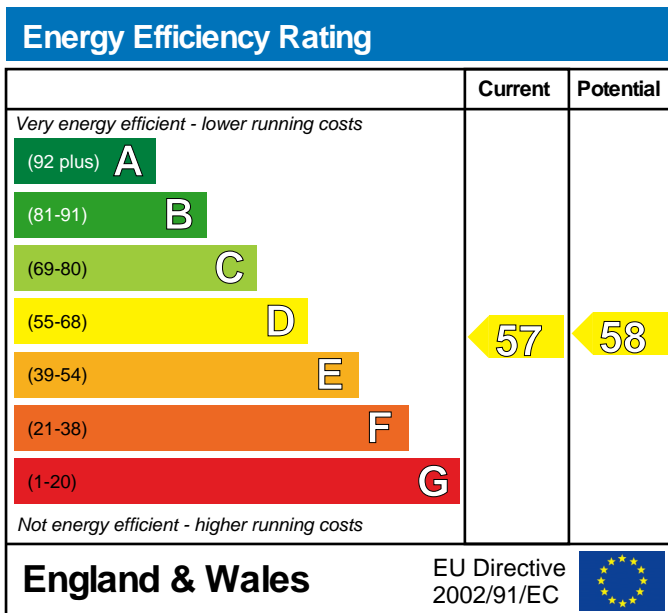 Energy Efficiency Rating
Current Potential
Very energy efficient - lower running costs
(92 plus) A
(81-91) B
(69-80) C
(55-68) D
57 58
(39-54) E
(21-38) F
(1-20) G
Not energy efficient - higher running costs
England & Wales
EU Directive
2002/91/EC